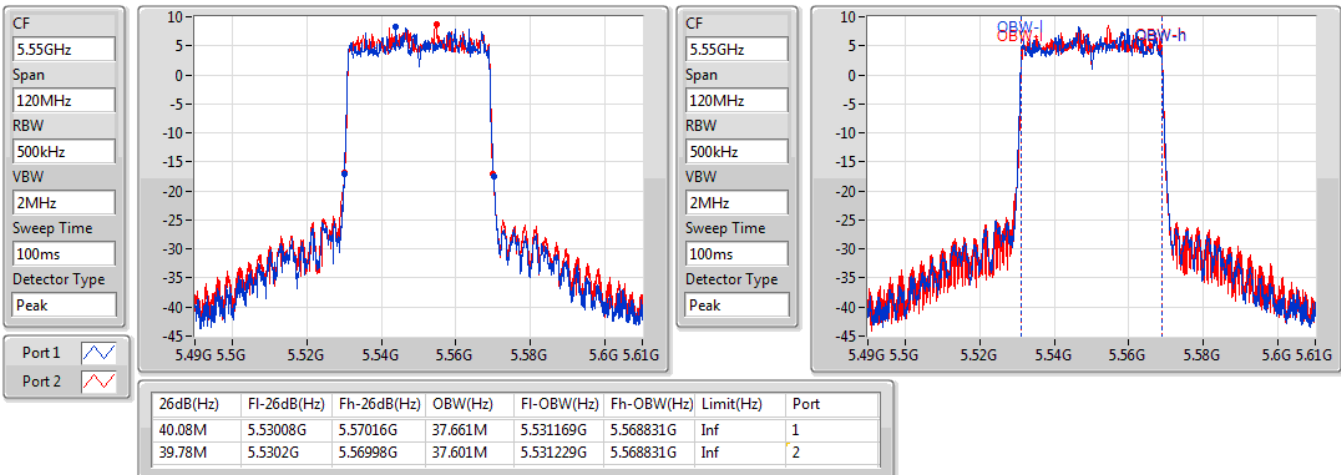 CF
5.55GHz
Span
120MHz
RBW
500kHz
VBW
2MHz
Sweep Time
100ms
Detector Type
Peak
Port 1
Port 2
10
5
0
-5
-10
-15
-20
-25
-30
-35
-40
-45
5.49G 5.5G 5.52G 5.54G 5.56G 5.58G 5.6G 5.61G
CF
5.55GHz
Span
120MHz
RBW
500kHz
VBW
2MHz
Sweep Time
100ms
Detector Type
Peak
10
5
0
-5
-10
-15
-20
-25
-30
-35
-40
-45
OBW-l
OBW-l
OBW-h
5.49G 5.5G 5.52G 5.54G 5.56G 5.58G 5.6G 5.61G
26dB(Hz) Fl-26dB(Hz) Fh-26dB(Hz) OBW(Hz) Fl-OBW(Hz) Fh-OBW(Hz) Limit(Hz) Port
40.08M 5.53008G 5.57016G 37.661M 5.531169G 5.568831G Inf 1
39.78M 5.5302G 5.56998G 37.601M 5.531229G 5.568831G Inf 2